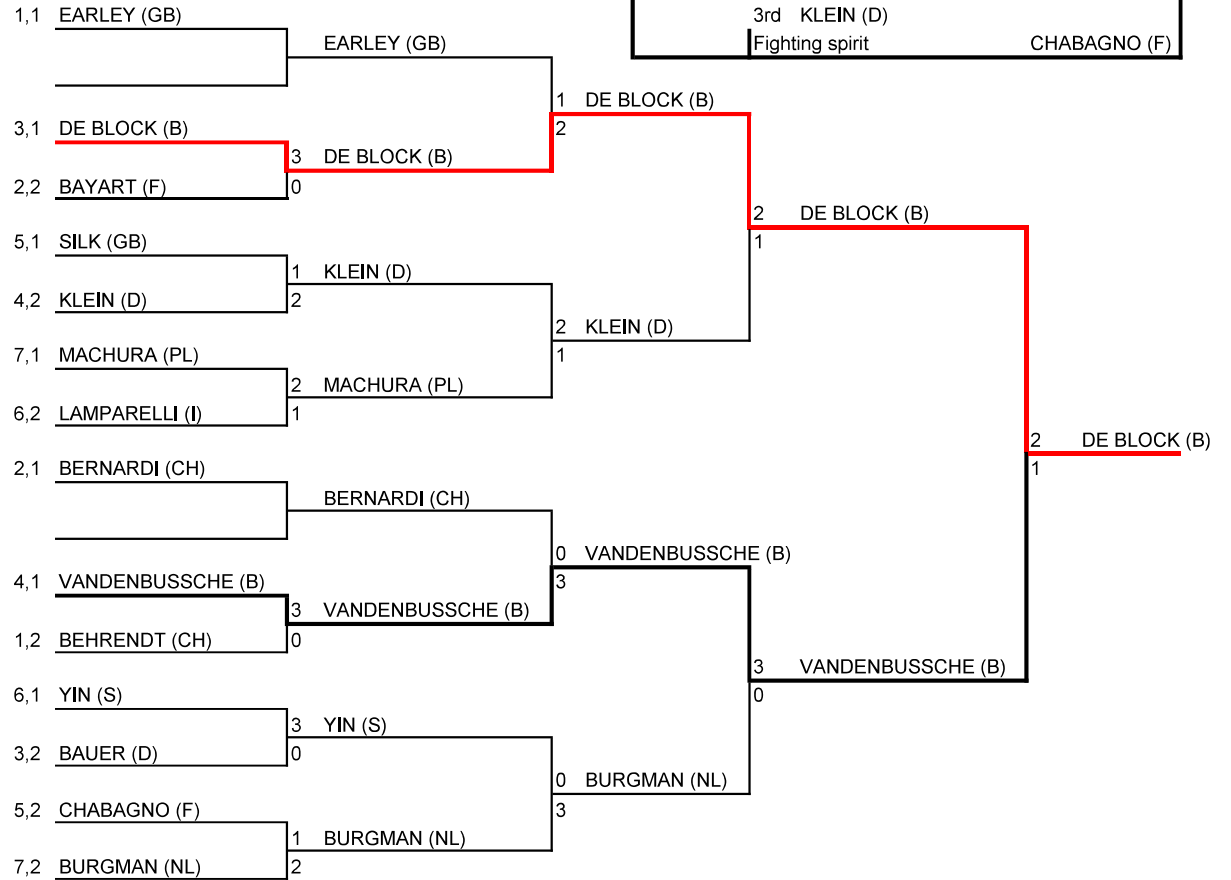 1,1 EARLEY (GB)
3rd KLEIN (D)
EARLEY (GB)
Fighting spirit CHABAGNO (F)
1 DE BLOCK (B)
3,1 DE BLOCK (B)
2
3 DE BLOCK (B)
2,2 BAYART (F)
0
2 DE BLOCK (B)
5,1 SILK (GB)
1
1 KLEIN (D)
4,2 KLEIN (D)
2
2 KLEIN (D)
7,1 MACHURA (PL)
1
2 MACHURA (PL)
6,2 LAMPARELLI (I)
1
2 DE BLOCK (B)
2,1 BERNARDI (CH)
1
BERNARDI (CH)
0 VANDENBUSSCHE (B)
4,1 VANDENBUSSCHE (B)
3
3 VANDENBUSSCHE (B)
1,2 BEHRENDT (CH)
0
3 VANDENBUSSCHE (B)
6,1 YIN (S)
0
3 YIN (S)
3,2 BAUER (D)
0
0 BURGMAN (NL)
5,2 CHABAGNO (F)
3
1 BURGMAN (NL)
7,2 BURGMAN (NL)
2